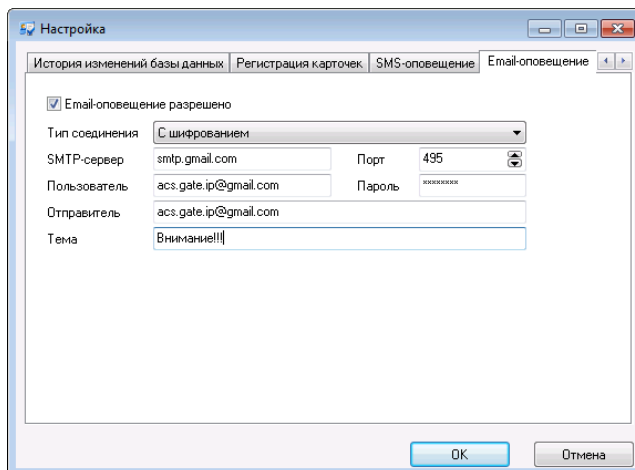 Настройка
История изменений базы данных Регистрация карточек SMS-оповещение Email-оповещение
Email-оповещение разрешено
Тип соединения С шифрованием
SMTP-сервер smtp.gmail.com Порт 495
Пользователь acs.gate.ip@gmail.com Пароль ××××××××
Отправитель acs.gate.ip@gmail.com
Тема Внимание!!!
OK Отмена